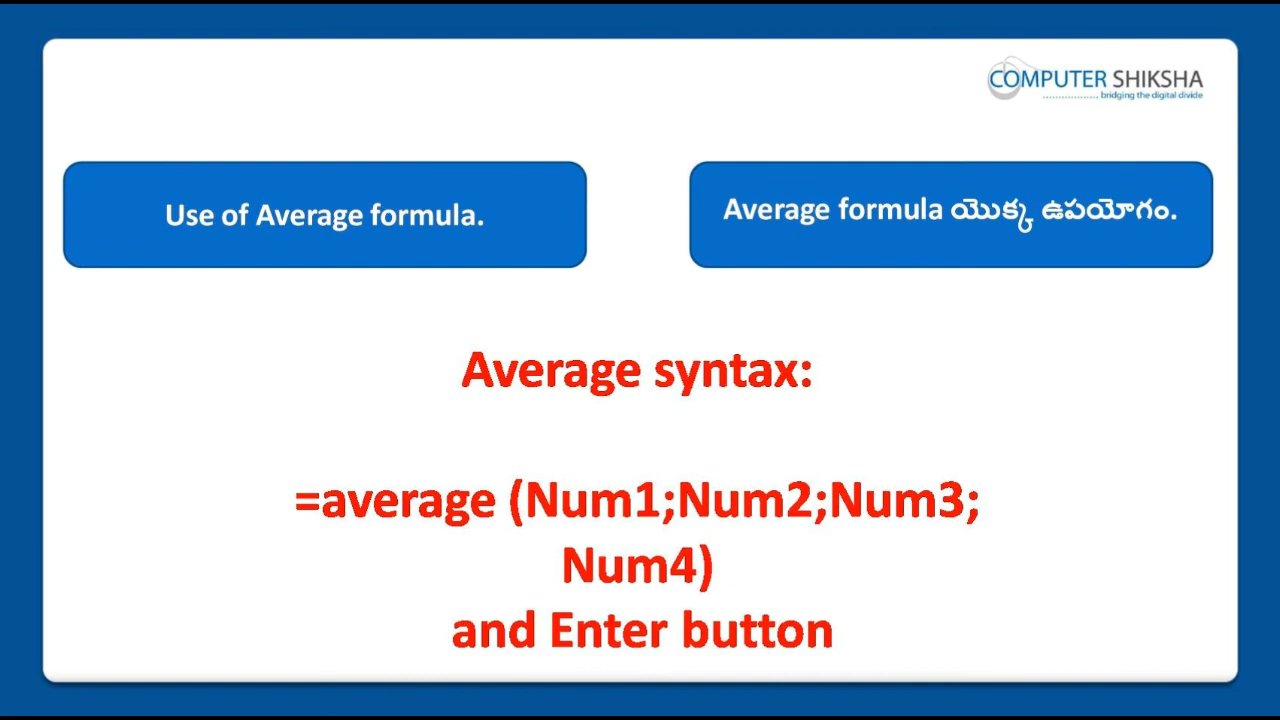 COMPUTER SHIKSHA
bridging the digital divide
Use of Average formula.
Average formula యొక్క ఉపయోగం.
Average syntax:
=average (Num1;Num2;Num3;
Num4)
and Enter button